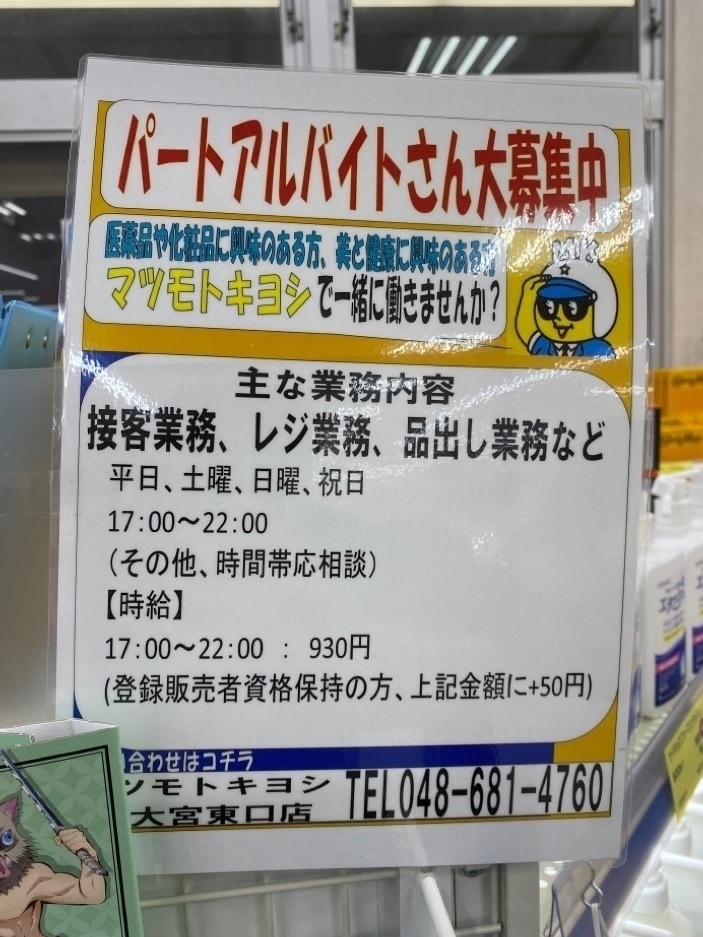 パートアルバイトさん大募集中
医薬品や化粧品に興味のある方、美と健康に興味のある方
マツモトキヨシで一緒に働きませんか？
MK
主な業務内容
接客業務、レジ業務、品出し業務など
平日、土曜、日曜、祝日
17:00～22:00
（その他、時間帯応相談）
【時給】
17:00～22:00 : 930円
(登録販売者資格保持の方、上記金額に+50円)
合わせはコチラ
ツモトキヨシ
大宮東口店
TEL048-681-4760